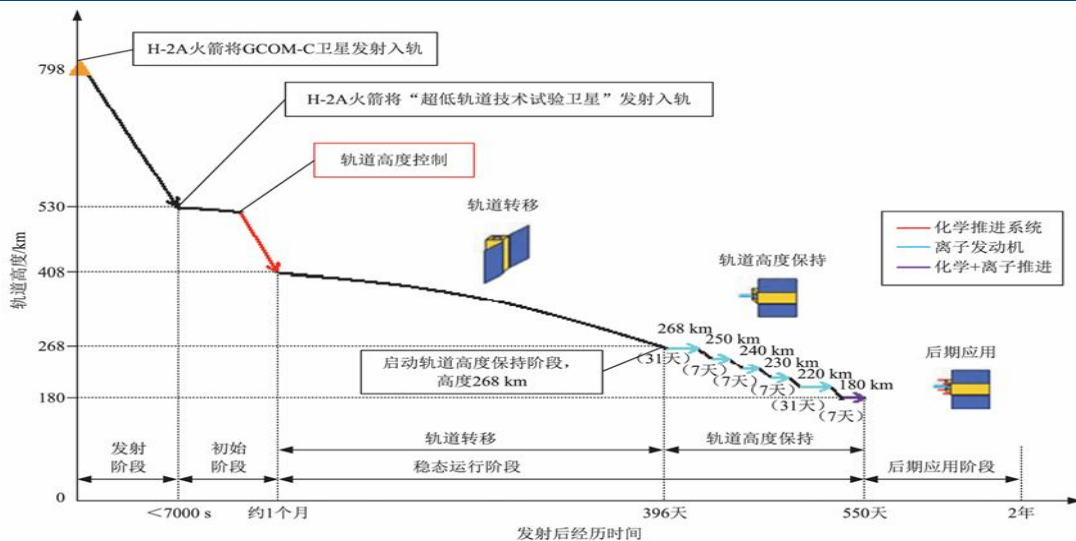 H-2A火箭将GCOM-C卫星发射入轨
798
H-2A火箭将“超低轨道技术试验卫星”发射入轨
轨道高度控制
530
轨道转移
化学推进系统
离子发动机
化学+离子推进
轨道高度/km
408
轨道高度保持
268
268 km
250 km
240 km
230 km
220 km
180 km
(31天)
(7天)
(7天)
(7天)
(31天)
(7天)
启动轨道高度保持阶段，
高度268 km
后期应用
180
发射
阶段
初始
阶段
轨道转移
轨道高度保持
稳态运行阶段
后期应用阶段
0
＜7000 s
约1个月
396天
550天
2年
发射后经历时间